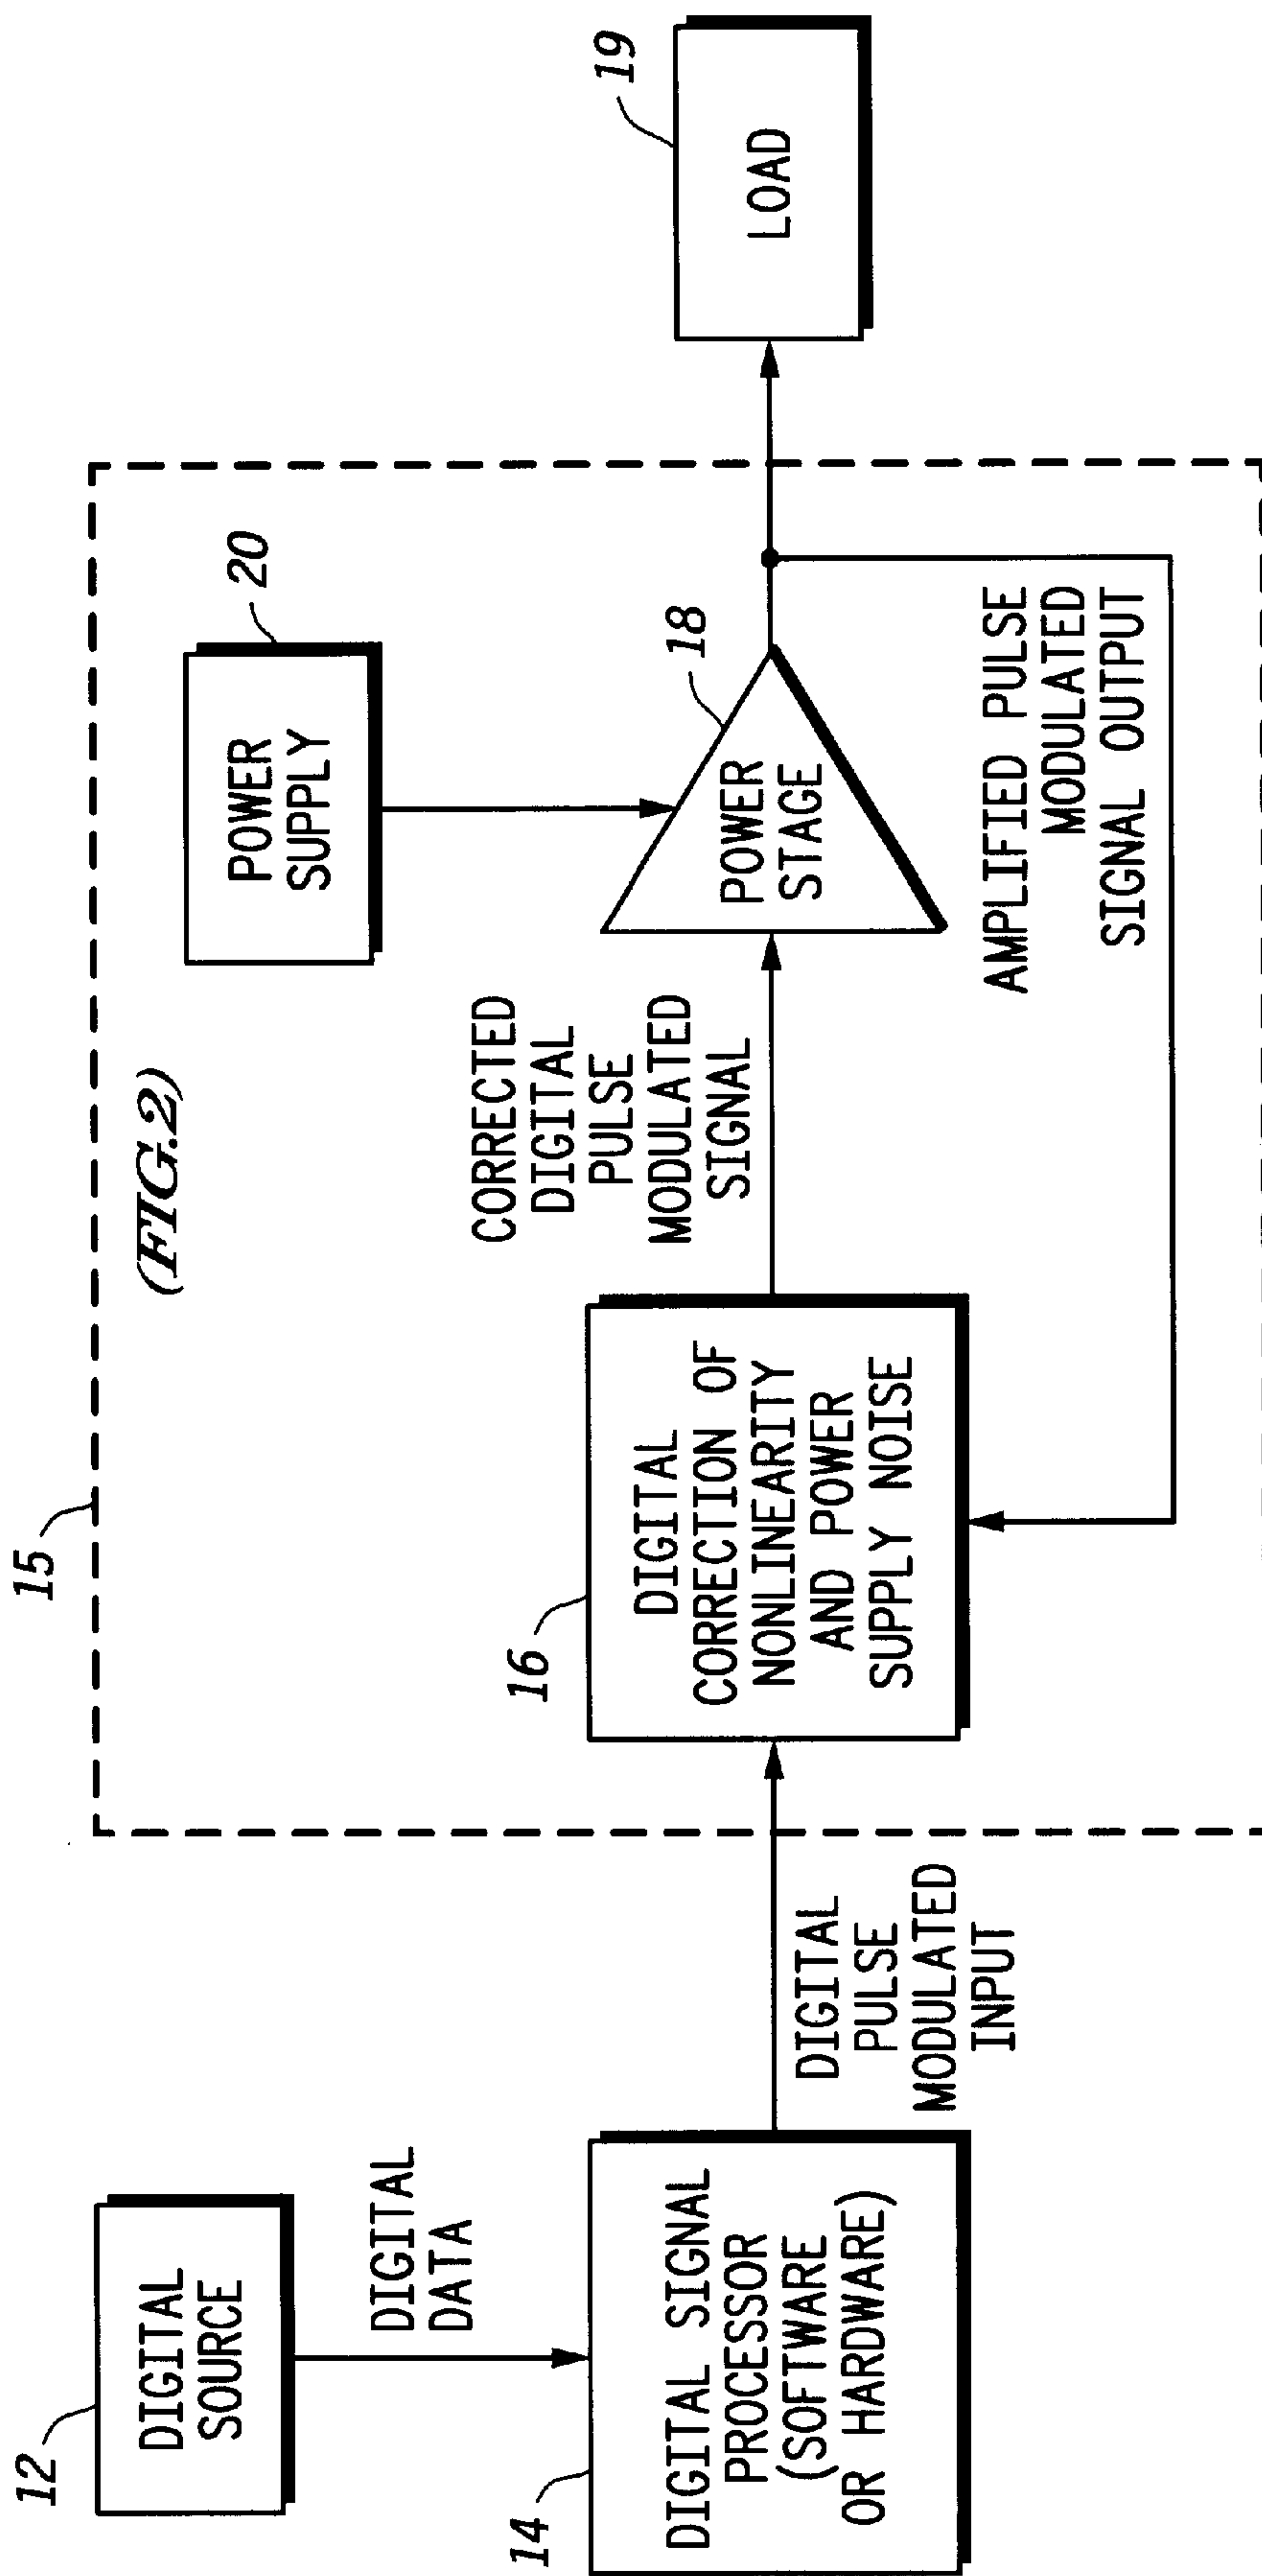 12
DIGITAL
SOURCE
DIGITAL
DATA
14
DIGITAL SIGNAL
PROCESSOR
(SOFTWARE
OR HARDWARE)
DIGITAL
PULSE
MODULATED
INPUT
15
(FIG.2)
16
DIGITAL
CORRECTION OF
NONLINEARITY
AND POWER
SUPPLY NOISE
CORRECTED
DIGITAL
PULSE
MODULATED
SIGNAL
20
POWER
SUPPLY
18
POWER
STAGE
AMPLIFIED PULSE
MODULATED
SIGNAL OUTPUT
19
LOAD